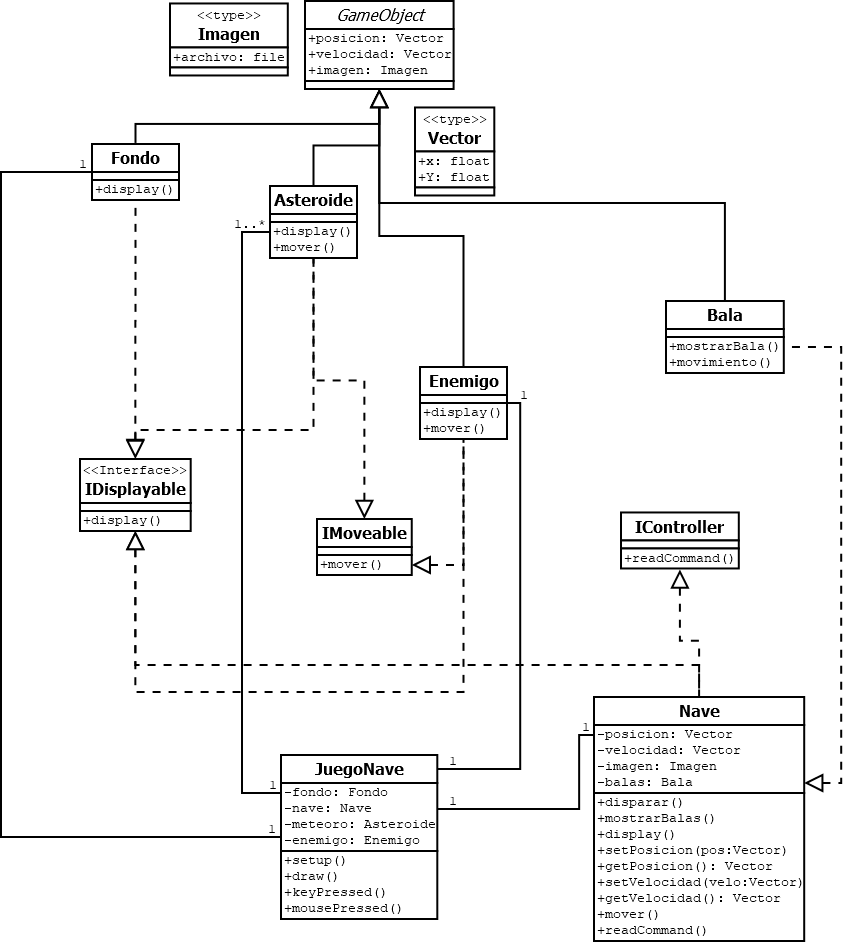 <<type>>
Imagen
+archivo: file
GameObject
+posicion: Vector
+velocidad: Vector
+imagen: Imagen
<<type>>
Vector
+x: float
+Y: float
1
Fondo
+display()
Asteroide
1..*
+display()
+mover()
Bala
+mostrarBala()
+movimiento()
Enemigo
1
+display()
+mover()
<<Interface>>
IDisplayable
+display()
IMoveable
+mover()
IController
+readCommand()
Nave
1
-posicion: Vector
-velocidad: Vector
-imagen: Imagen
-balas: Bala
+disparar()
+mostrarBalas()
+display()
+setPosicion(pos:Vector)
+getPosicion(): Vector
+setVelocidad(velo:Vector)
+getVelocidad(): Vector
+mover()
+readCommand()
JuegoNave
1
1
1
1
-fondo: Fondo
-nave: Nave
-meteoro: Asteroide
-enemigo: Enemigo
+setup()
+draw()
+keyPressed()
+mousePressed()